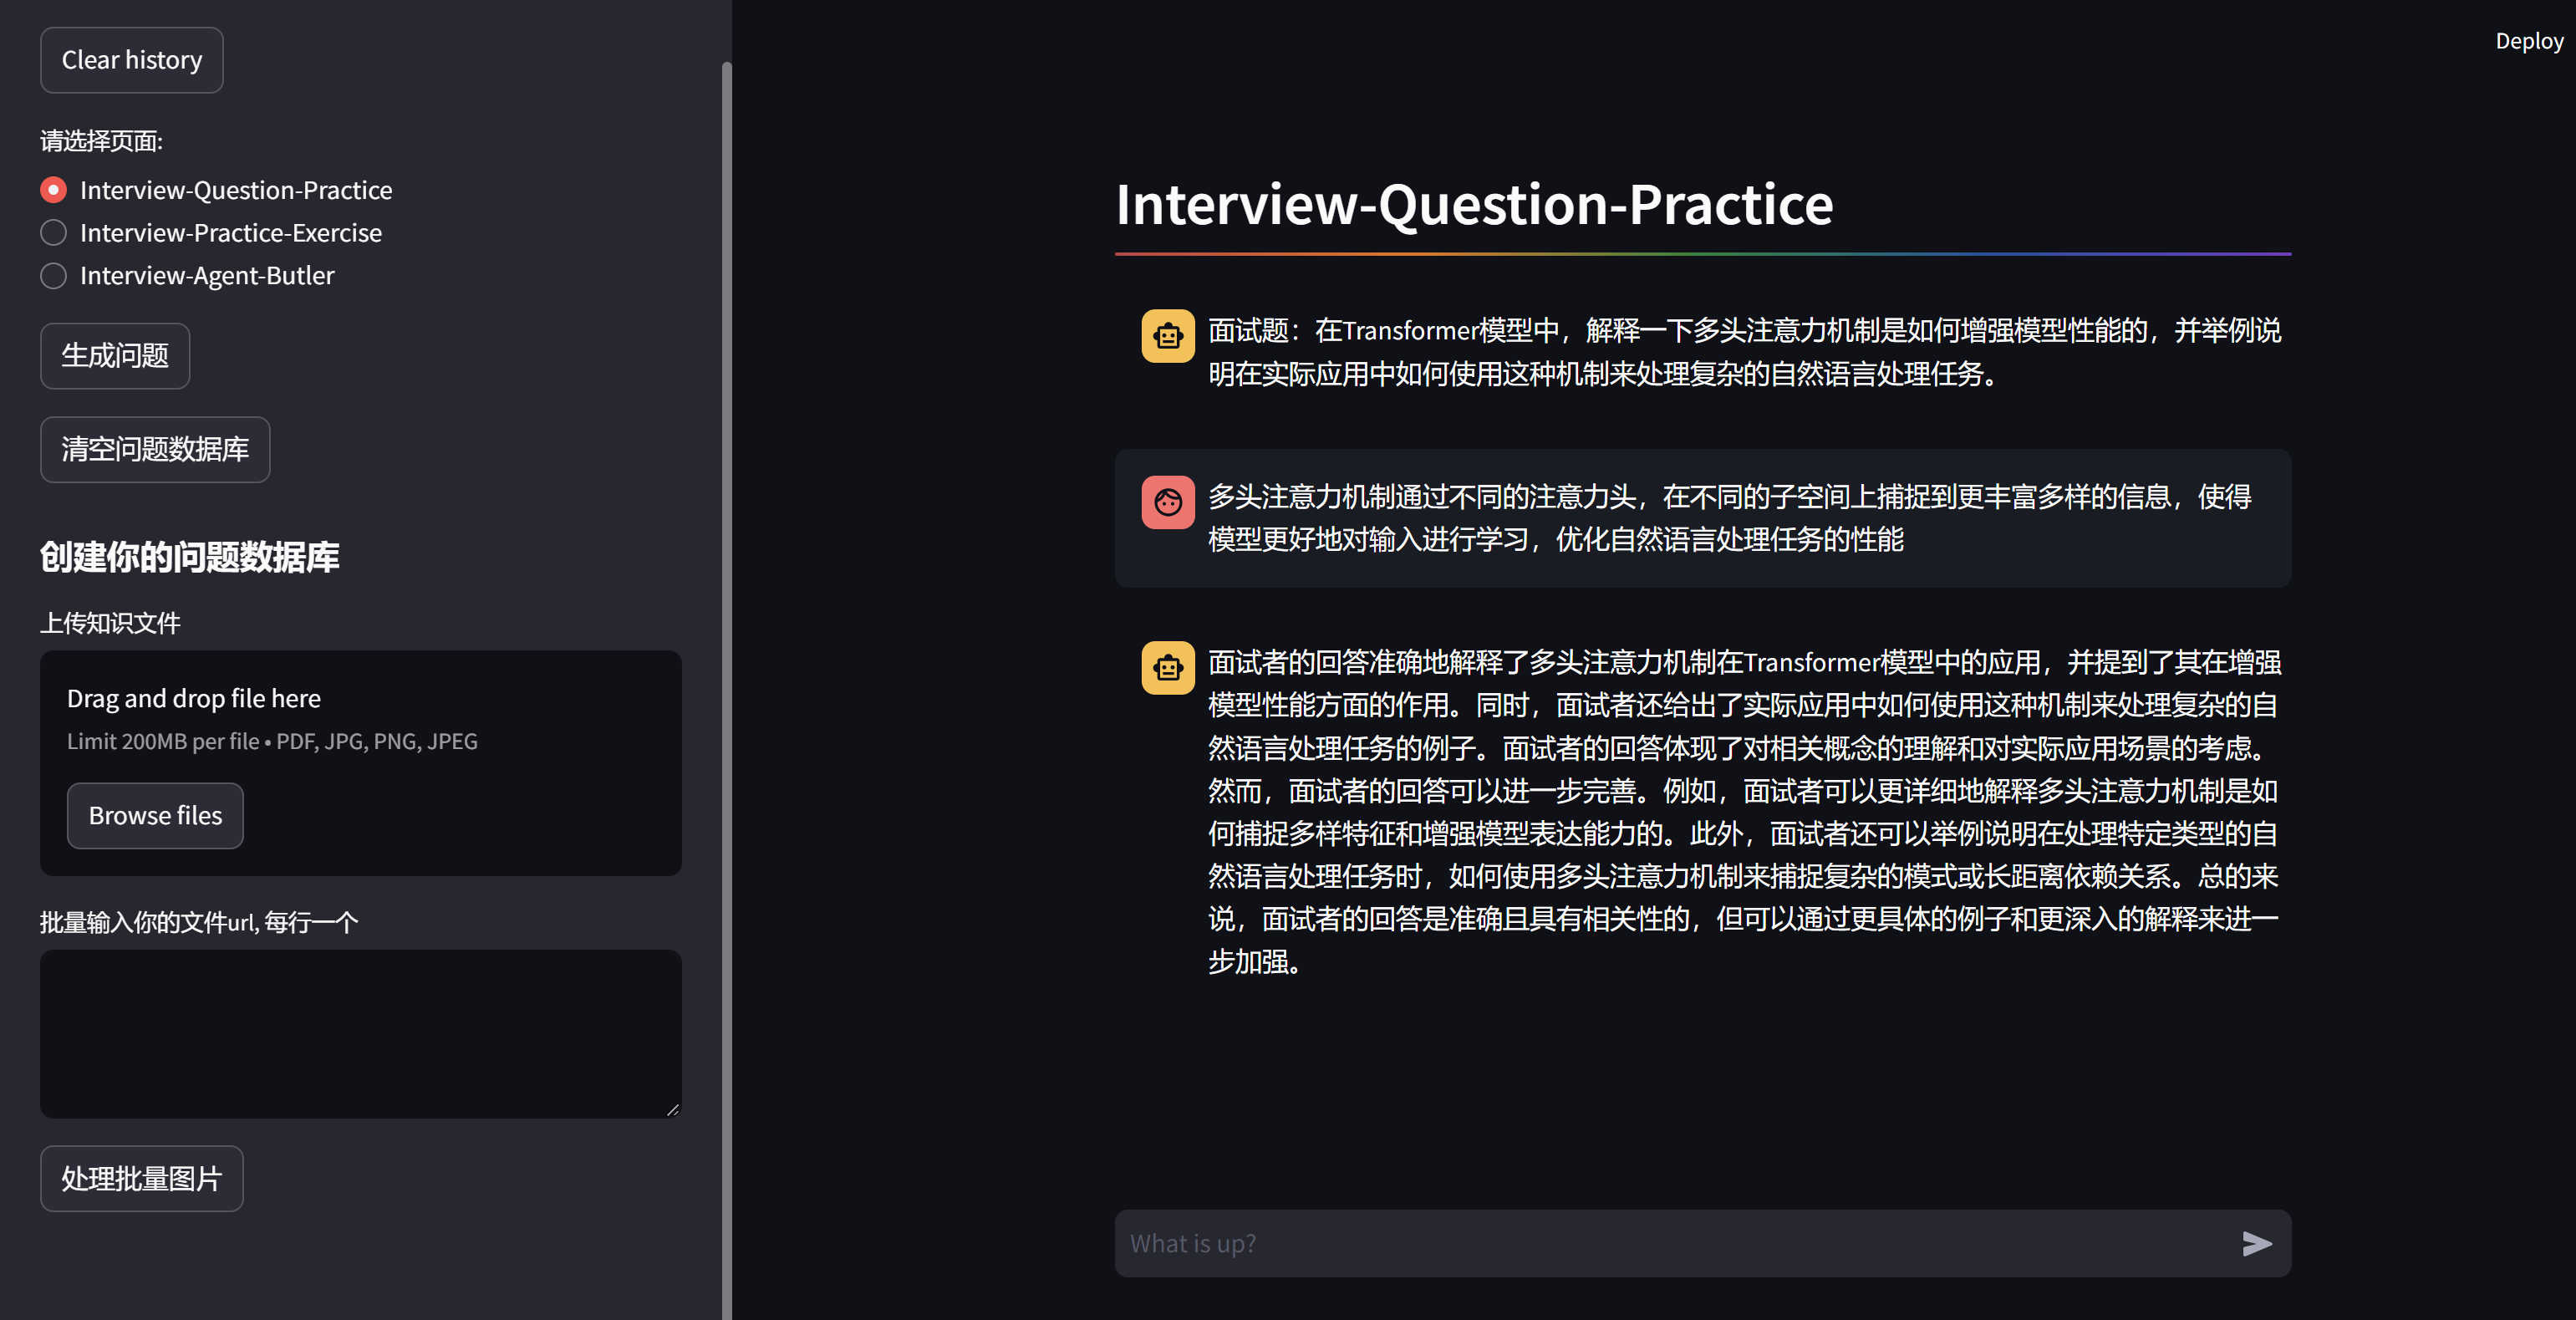 Clear history
请选择页面:
Interview-Question-Practice
Interview-Practice-Exercise
Interview-Agent-Butler
生成问题
清空问题数据库
创建你的问题数据库
上传知识文件
Drag and drop file here
Limit 200MB per file • PDF, JPG, PNG, JPEG
Browse files
批量输入你的文件url, 每行一个
处理批量图片
Deploy
Interview-Question-Practice
面试题：在Transformer模型中，解释一下多头注意力机制是如何增强模型性能的，并举例说
明在实际应用中如何使用这种机制来处理复杂的自然语言处理任务。
多头注意力机制通过不同的注意力头，在不同的子空间上捕捉到更丰富多样的信息，使得
模型更好地对输入进行学习，优化自然语言处理任务的性能
面试者的回答准确地解释了多头注意力机制在Transformer模型中的应用，并提到了其在增强
模型性能方面的作用。同时，面试者还给出了实际应用中如何使用这种机制来处理复杂的自
然语言处理任务的例子。面试者的回答体现了对相关概念的理解和对实际应用场景的考虑。
然而，面试者的回答可以进一步完善。例如，面试者可以更详细地解释多头注意力机制是如
何捕捉多样特征和增强模型表达能力的。此外，面试者还可以举例说明在处理特定类型的自
然语言处理任务时，如何使用多头注意力机制来捕捉复杂的模式或长距离依赖关系。总的来
说，面试者的回答是准确且具有相关性的，但可以通过更具体的例子和更深入的解释来进一
步加强。
What is up?